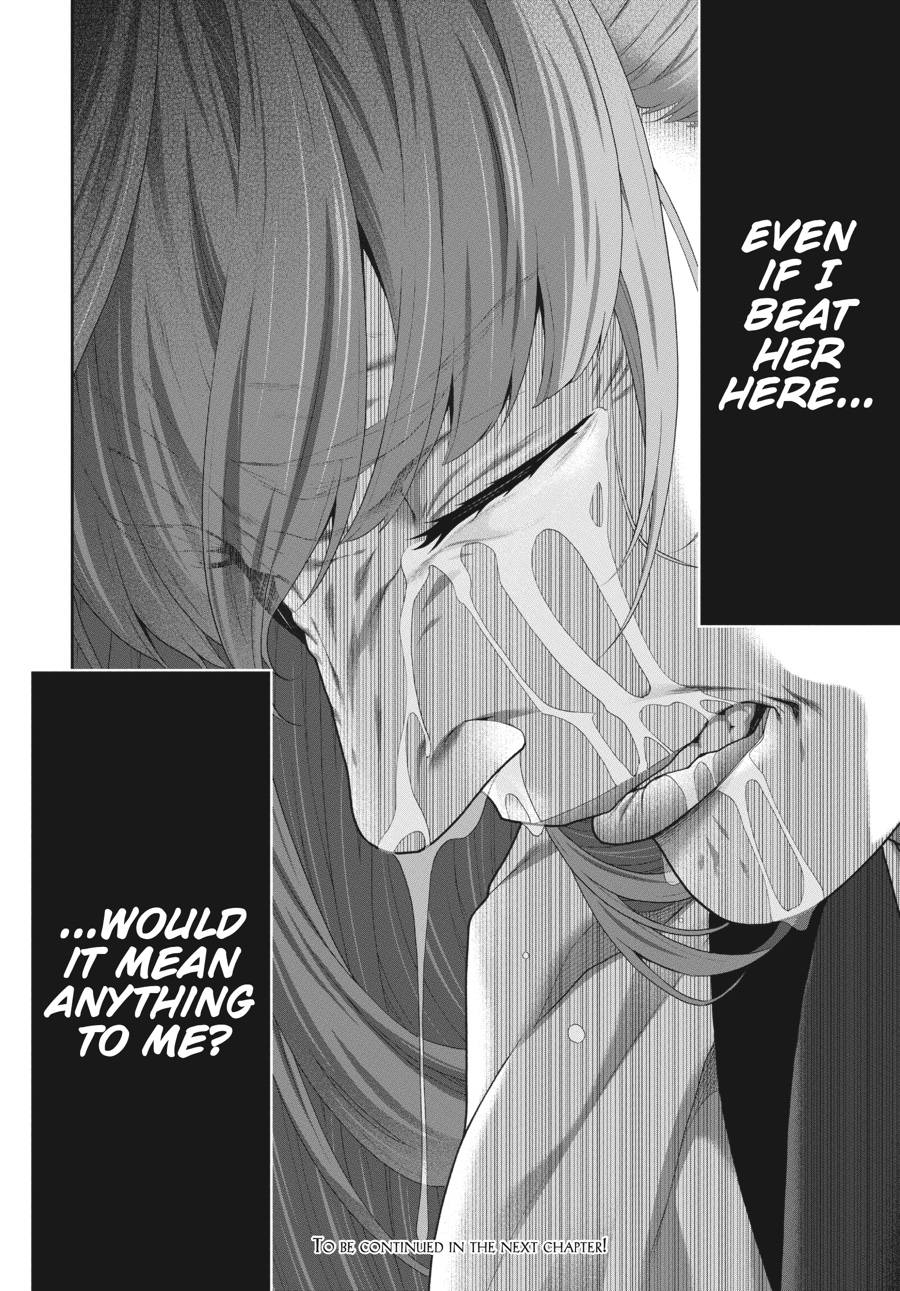 EVEN
IF I
BEAT
HER
HERE...
...WOULD
IT MEAN
ANYTHING
TO ME?
TO BE CONTINUED IN THE NEXT CHAPTER!